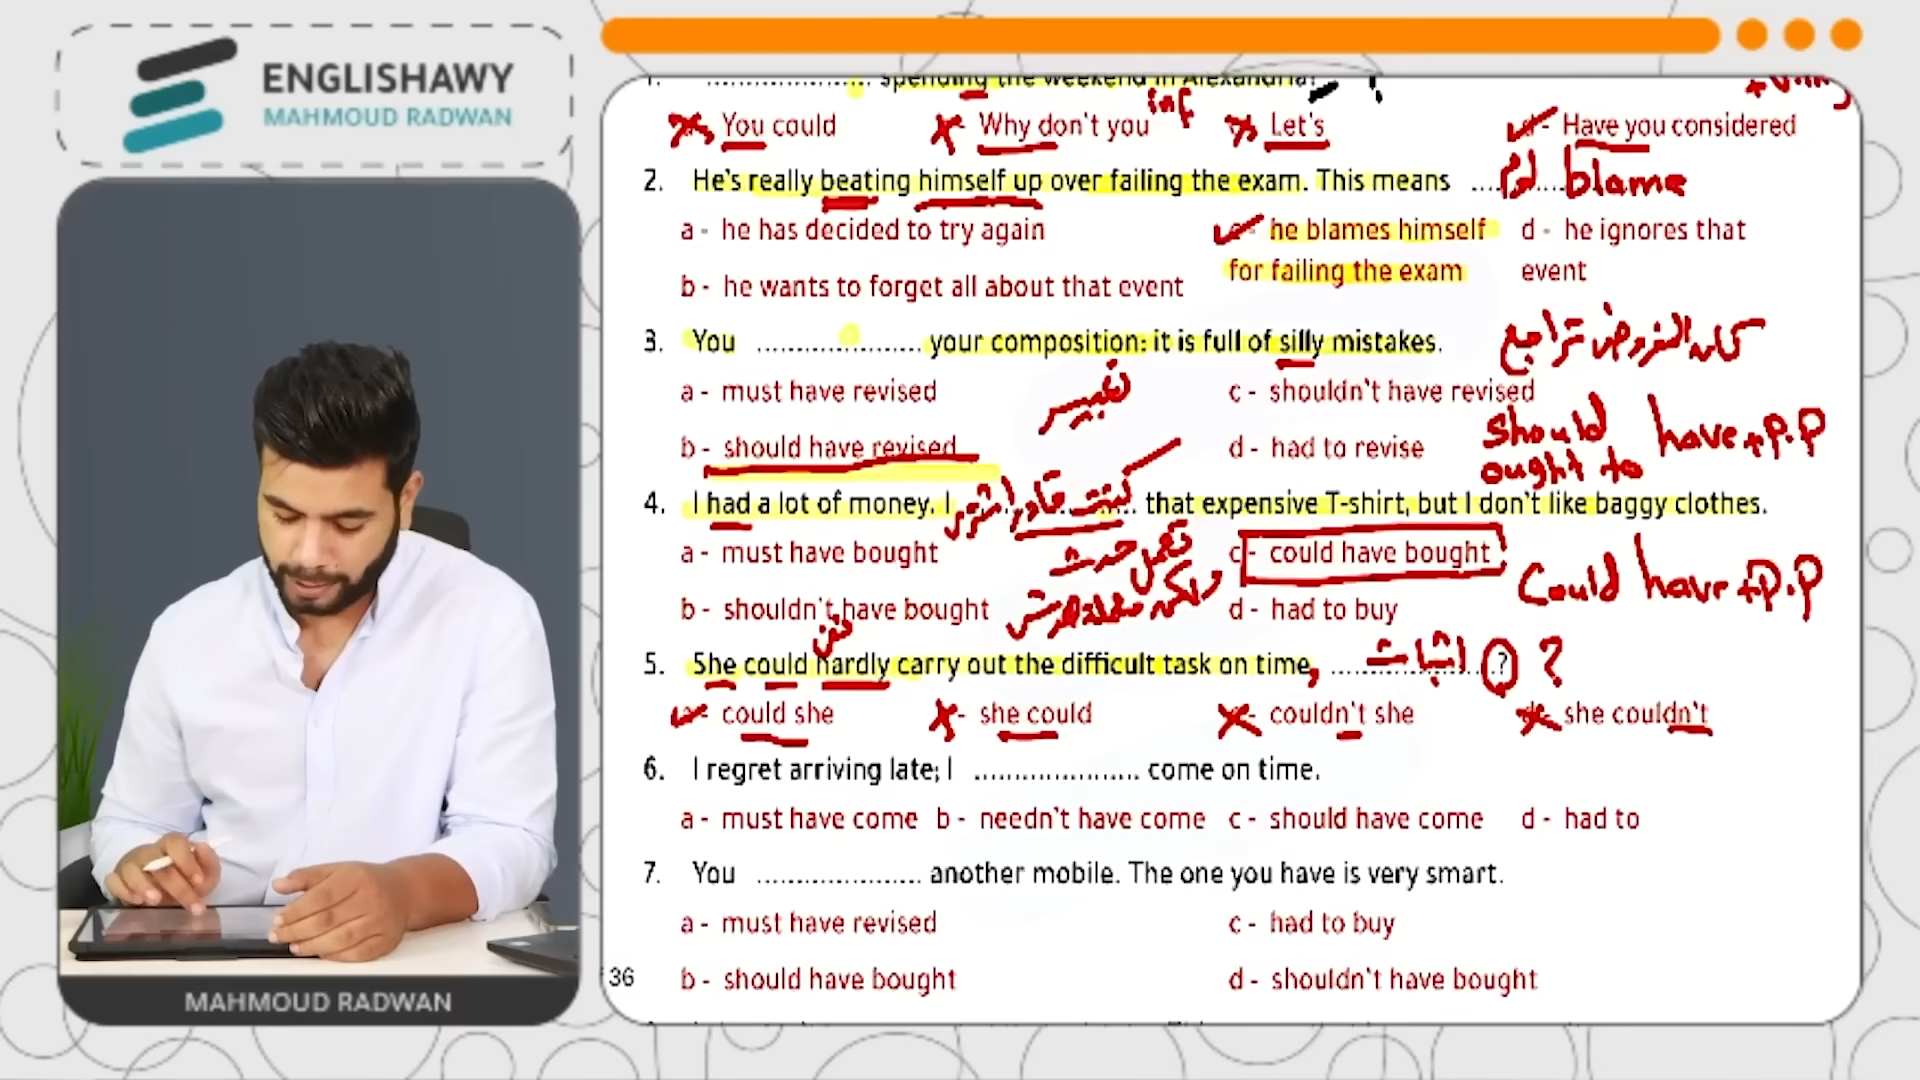 ENGLISHAWY
MAHMOUD RADWAN
1. ..................... spending the weekend in Alexandria?
inf
You could
Why don't you
Let's
d - Have you considered
2. He's really beating himself up over failing the exam. This means ....
لوم blame
a - he has decided to try again
b - he wants to forget all about that event
he blames himself for failing the exam
d - he ignores that event
3. You ..................... your composition: it is full of silly mistakes.
كان المفروض تراجع
a - must have revised
c - shouldn't have revised
b - should have revised
d - had to revise
should
ought to
have + P.P
4. I had a lot of money. I ..................... that expensive T-shirt, but I don't like baggy clothes.
كنت قادر اشترى
a - must have bought
c - could have bought
b - shouldn't have bought
d - had to buy
Could have + P.P
5. She could hardly carry out the difficult task on time, .....................?
اثبات ?
could she
she could
couldn't she
she couldn't
6. I regret arriving late; I ..................... come on time.
a - must have come
b - needn't have come
c - should have come
d - had to
7. You ..................... another mobile. The one you have is very smart.
a - must have revised
c - had to buy
b - should have bought
d - shouldn't have bought
36
MAHMOUD RADWAN